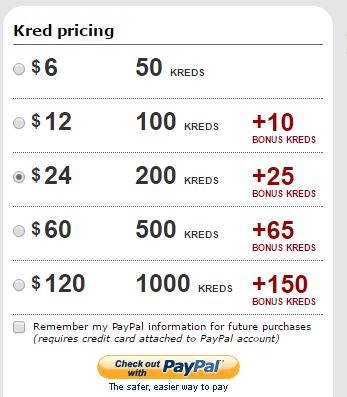 Kred pricing
$6 50 KREDS
$12 100 KREDS +10
BONUS KREDS
$24 200 KREDS +25
BONUS KREDS
$60 500 KREDS +65
BONUS KREDS
$120 1000 KREDS +150
BONUS KREDS
Remember my PayPal information for future purchases
(requires credit card attached to PayPal account)
Check out
with PayPal
The safer, easier way to pay